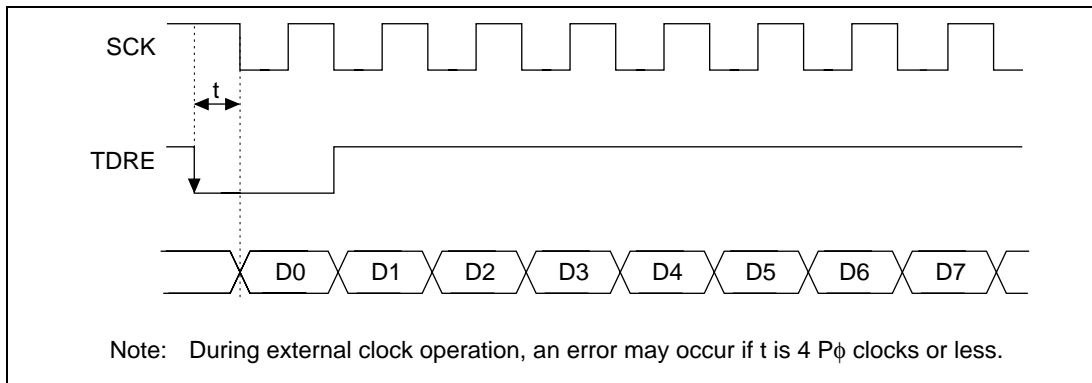 SCK
t
TDRE
D0 D1 D2 D3 D4 D5 D6 D7
Note: During external clock operation, an error may occur if t is 4 Pϕ clocks or less.